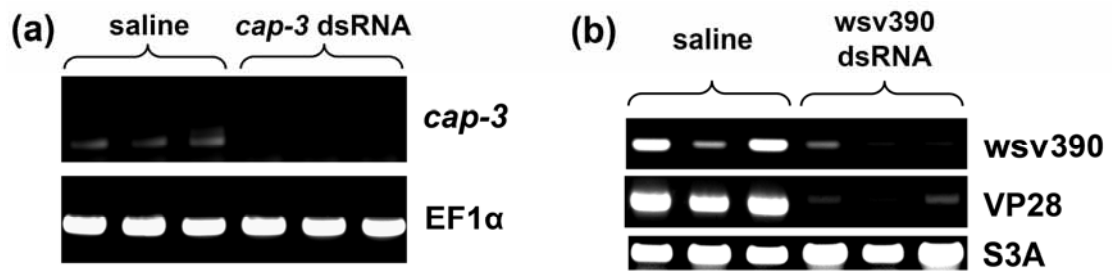 (a)
saline cap-3 dsRNA
cap-3
EF1α
(b)
saline
wsv390
dsRNA
wsv390
VP28
S3A